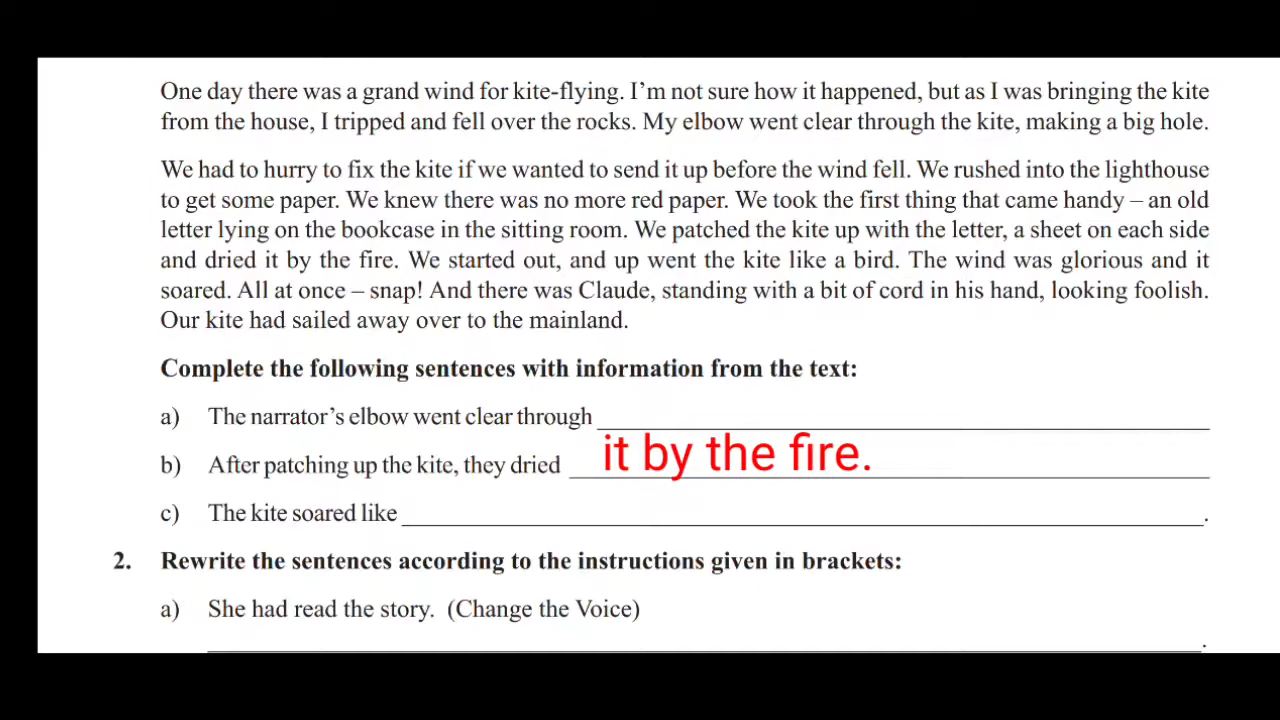 One day there was a grand wind for kite-flying. I’m not sure how it happened, but as I was bringing the kite
from the house, I tripped and fell over the rocks. My elbow went clear through the kite, making a big hole.
We had to hurry to fix the kite if we wanted to send it up before the wind fell. We rushed into the lighthouse
to get some paper. We knew there was no more red paper. We took the first thing that came handy – an old
letter lying on the bookcase in the sitting room. We patched the kite up with the letter, a sheet on each side
and dried it by the fire. We started out, and up went the kite like a bird. The wind was glorious and it
soared. All at once – snap! And there was Claude, standing with a bit of cord in his hand, looking foolish.
Our kite had sailed away over to the mainland.
Complete the following sentences with information from the text:
a) The narrator’s elbow went clear through ____
b) After patching up the kite, they dried it by the fire.
c) The kite soared like ____.
2. Rewrite the sentences according to the instructions given in brackets:
a) She had read the story. (Change the Voice)
____.